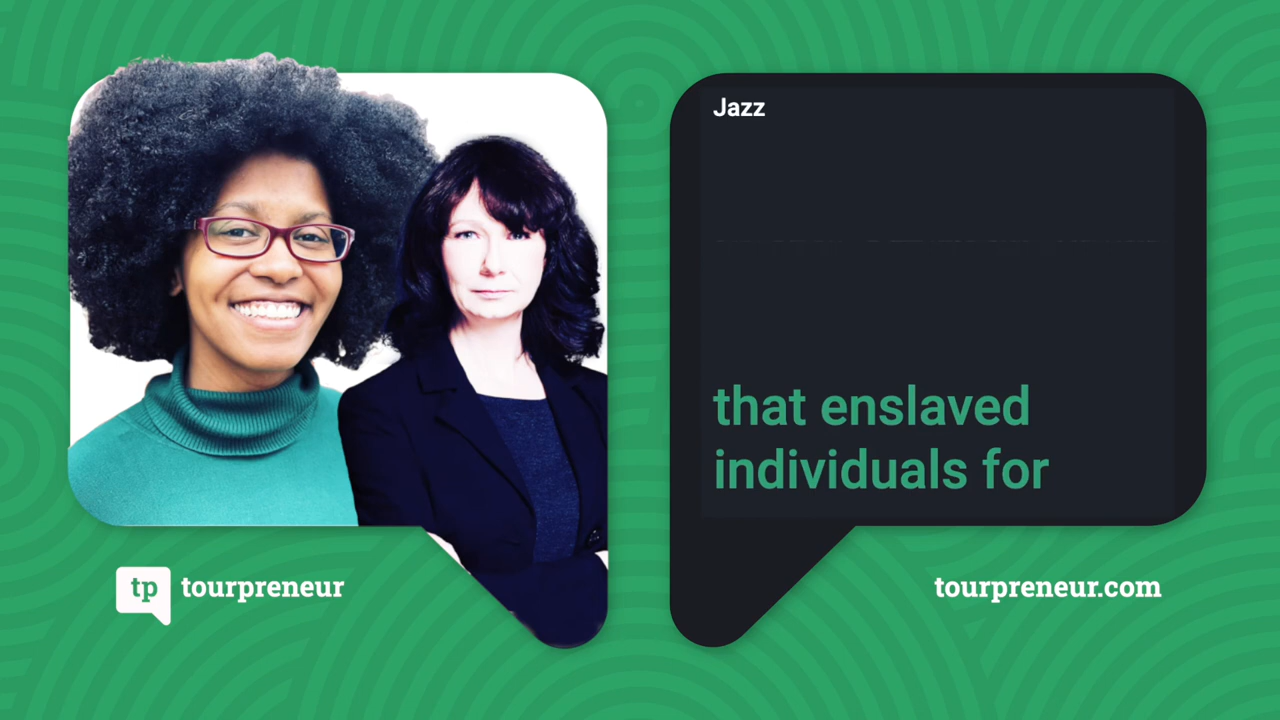 Jazz
that enslaved
individuals for
tp tourpreneur
tourpreneur.com